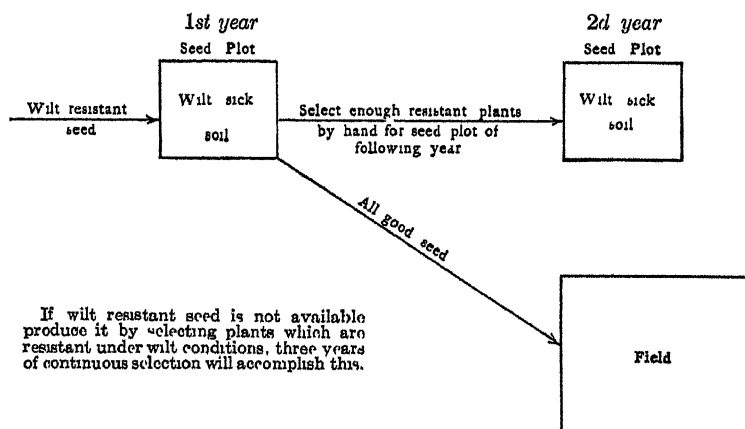 1st year
Seed Plot
Wilt sick
soil
2d year
Seed Plot
Wilt sick
soil
Wilt resistant
seed
Select enough resistant plants
by hand for seed plot of
following year
All good seed
Field
If wilt resistant seed is not available
produce it by selecting plants which are
resistant under wilt conditions, three years
of continuous selection will accomplish this.